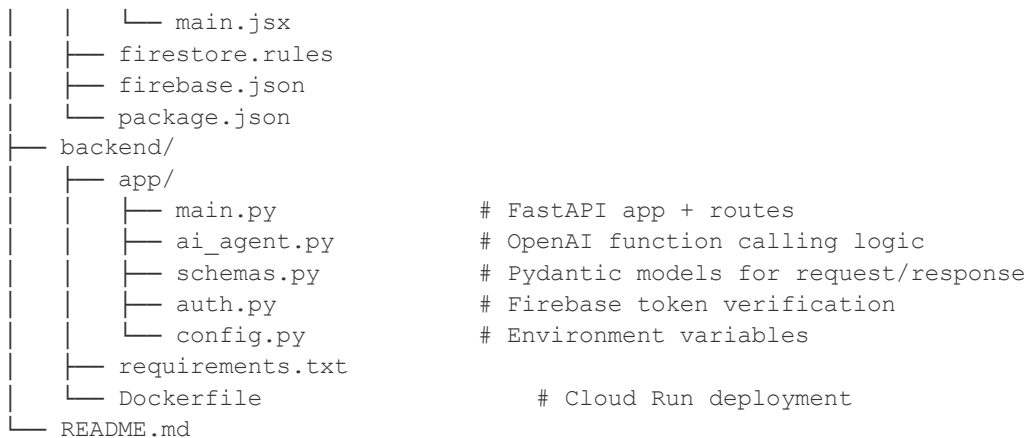 │   │   └── main.jsx
│   ├── firestore.rules
│   ├── firebase.json
│   └── package.json
├── backend/
│   ├── app/
│   │   ├── main.py              # FastAPI app + routes
│   │   ├── ai_agent.py          # OpenAI function calling logic
│   │   ├── schemas.py           # Pydantic models for request/response
│   │   ├── auth.py              # Firebase token verification
│   │   └── config.py            # Environment variables
│   ├── requirements.txt
│   └── Dockerfile                   # Cloud Run deployment
└── README.md